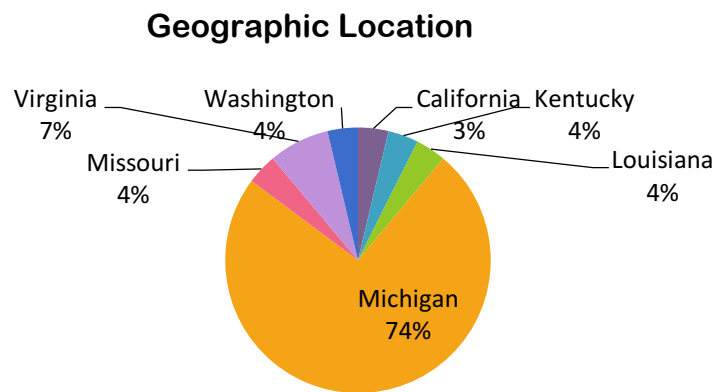 Geographic Location
Virginia
7%
Washington
4%
California
3%
Kentucky
4%
Missouri
4%
Louisiana
4%
Michigan
74%